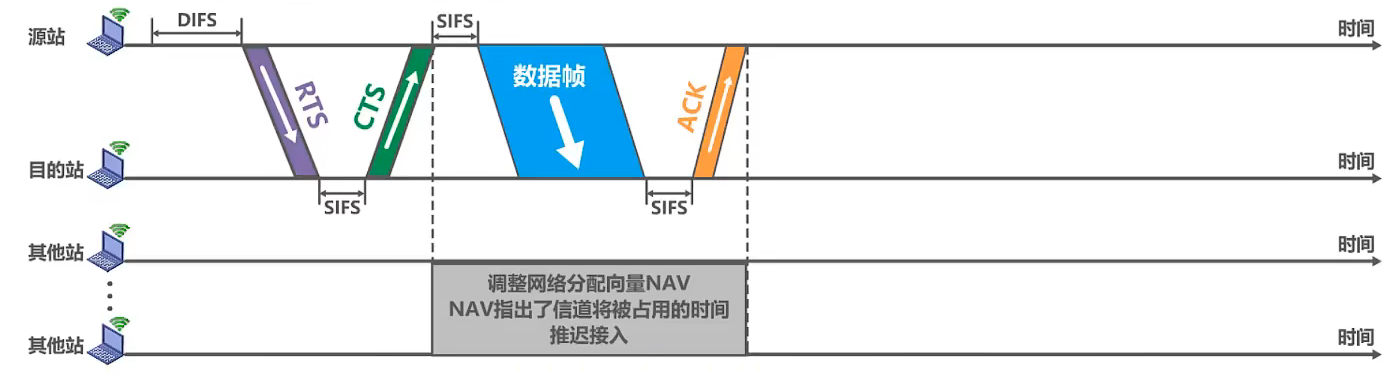 DIFS
SIFS
源站
时间
RTS
CTS
数据帧
ACK
目的站
时间
SIFS
SIFS
其他站
时间
调整网络分配向量NAV
NAV指出了信道将被占用的时间
推迟接入
其他站
时间